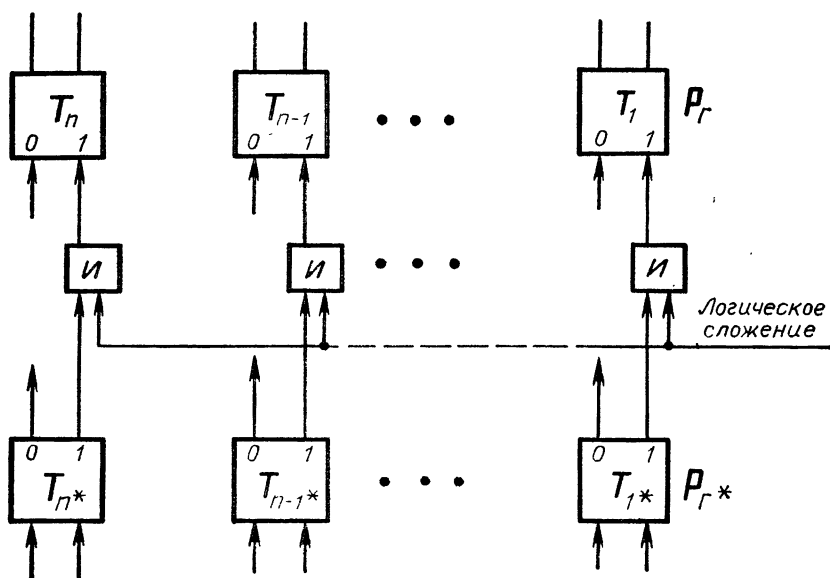 Tn Tn-1 T1 Pг
0 1 0 1 0 1
И И И
Логическое
сложение
0 1 0 1 0 1
Tn* Tn-1* T1* Pг*